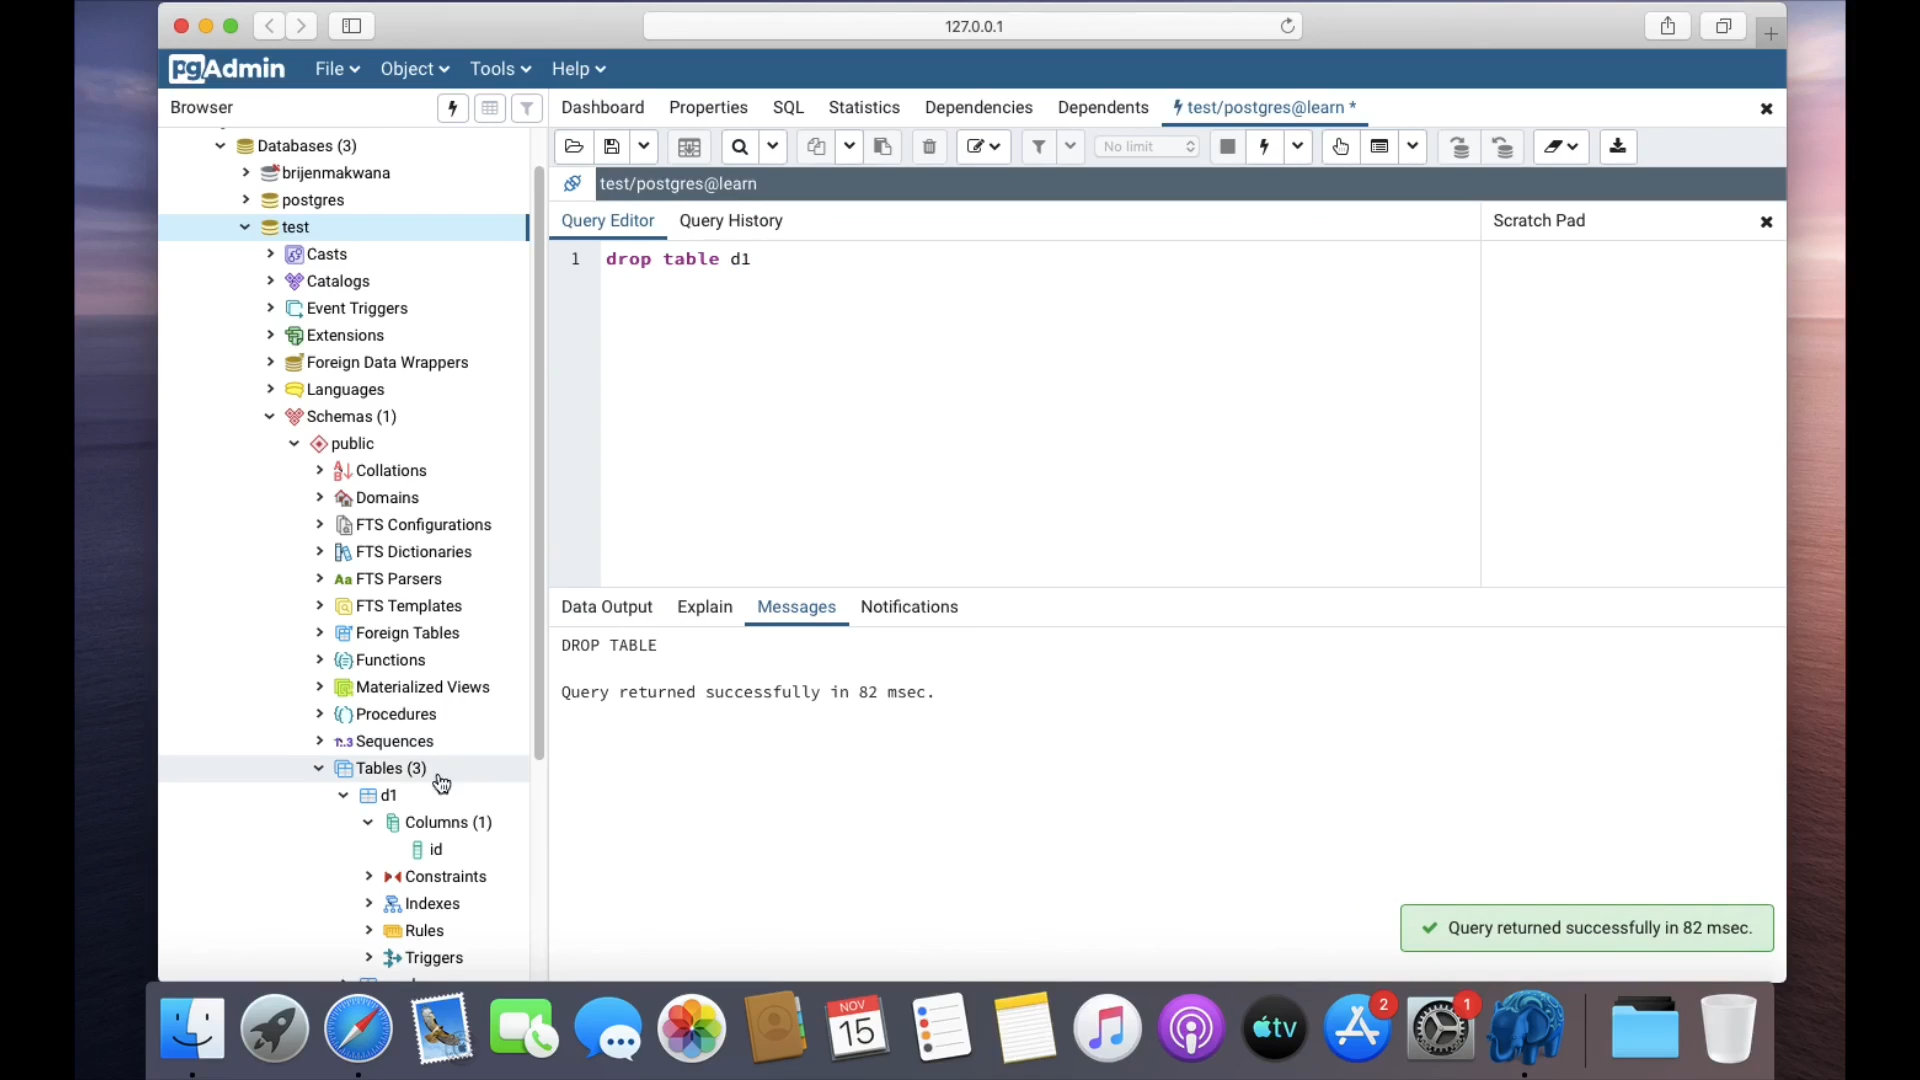 127.0.0.1
pgAdmin File Object Tools Help
Browser
Dashboard Properties SQL Statistics Dependencies Dependents test/postgres@learn *
No limit
test/postgres@learn
Query Editor Query History
Scratch Pad
1 drop table d1
Databases (3)
brijenmakwana
postgres
test
Casts
Catalogs
Event Triggers
Extensions
Foreign Data Wrappers
Languages
Schemas (1)
public
Collations
Domains
FTS Configurations
FTS Dictionaries
Aa FTS Parsers
FTS Templates
Foreign Tables
Functions
Materialized Views
Procedures
1..3 Sequences
Tables (3)
d1
Columns (1)
id
Constraints
Indexes
Rules
Triggers
Data Output Explain Messages Notifications
DROP TABLE
Query returned successfully in 82 msec.
Query returned successfully in 82 msec.
NOV
15
tv
2
1